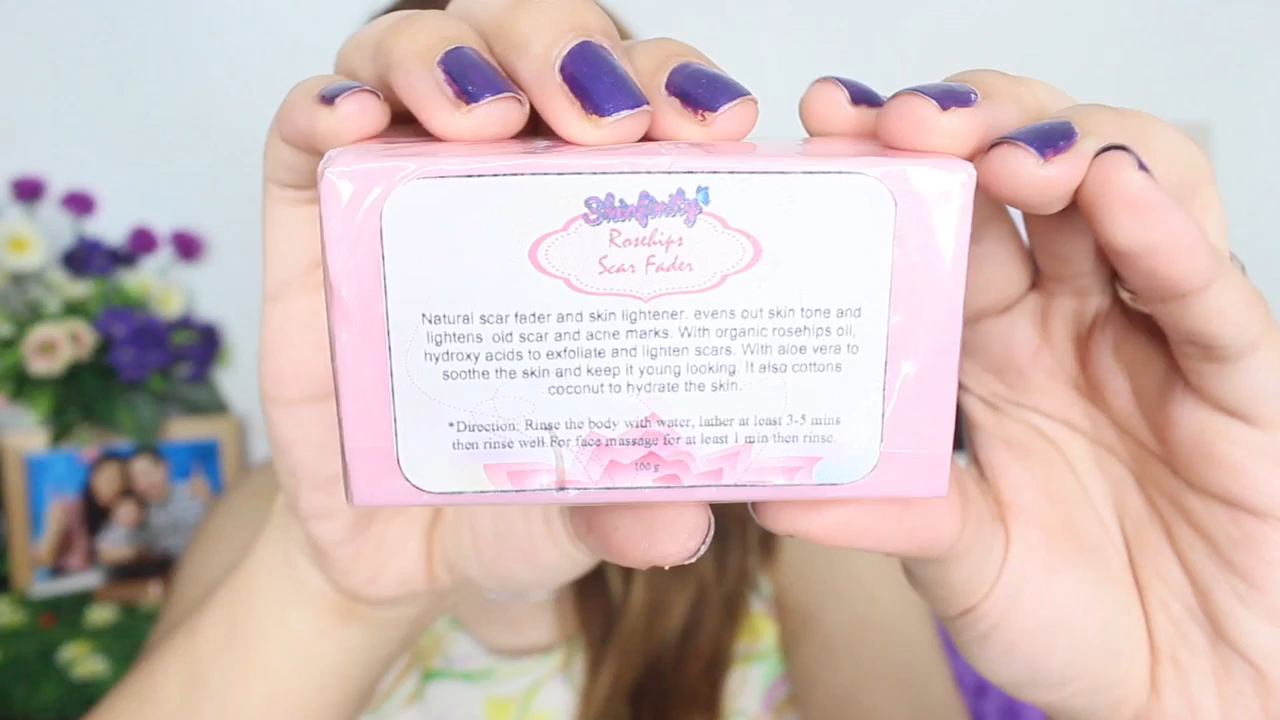 Skinfinity
Rosehips
Scar Fader
Natural scar fader and skin lightener. evens out skin tone and
lightens old scar and acne marks. With organic rosehips oil,
hydroxy acids to exfoliate and lighten scars. With aloe vera to
soothe the skin and keep it young looking. It also cottons
coconut to hydrate the skin.
*Direction: Rinse the body with water, lather at least 3-5 mins
then rinse well.For face massage for at least 1 min then rinse.
100 g